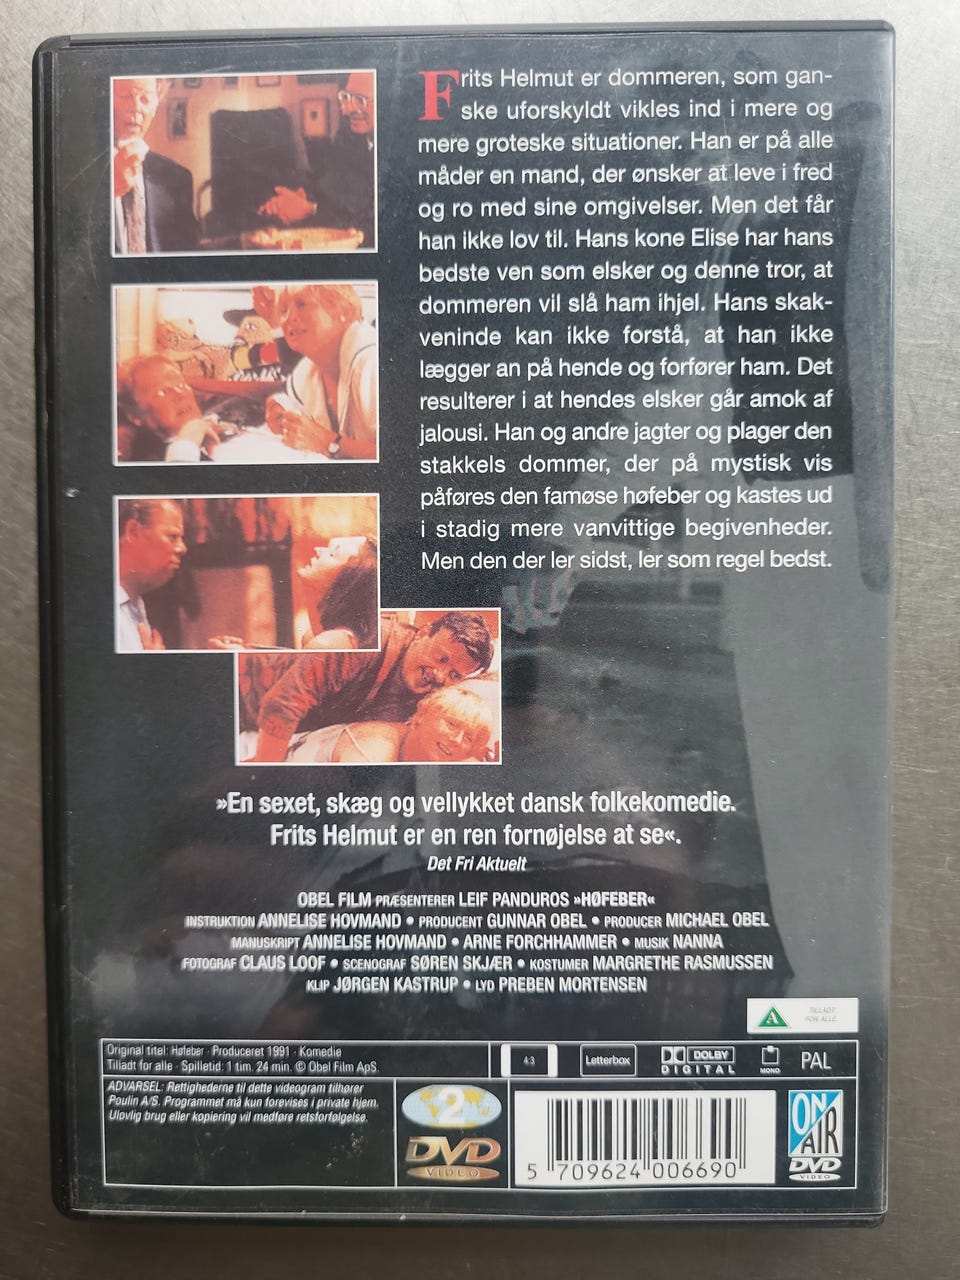 Frits Helmut er dommeren, som gan-
ske uforskyldt vikles ind i mere og
mere groteske situationer. Han er på alle
måder en mand, der ønsker at leve i fred
og ro med sine omgivelser. Men det får
han ikke lov til. Hans kone Elise har hans
bedste ven som elsker og denne tror, at
dommeren vil slå ham ihjel. Hans skak-
veninde kan ikke forstå, at han ikke
lægger an på hende og forfører ham. Det
resulterer i at hendes elsker går amok af
jalousi. Han og andre jagter og plager den
stakkels dommer, der på mystisk vis
påføres den famøse høfeber og kastes ud
i stadig mere vanvittige begivenheder.
Men den der ler sidst, ler som regel bedst.
»En sexet, skæg og vellykket dansk folkekomedie.
Frits Helmut er en ren fornøjelse at se«.
Det Fri Aktuelt
OBEL FILM PRÆSENTERER LEIF PANDUROS »HØFEBER«
INSTRUKTION ANNELISE HOVMAND • PRODUCENT GUNNAR OBEL • PRODUCER MICHAEL OBEL
MANUSKRIPT ANNELISE HOVMAND • ARNE FORCHHAMMER • MUSIK NANNA
FOTOGRAF CLAUS LOOF • SCENOGRAF SØREN SKJÆR • KOSTUMER MARGRETHE RASMUSSEN
KLIP JØRGEN KASTRUP • LYD PREBEN MORTENSEN
A TILLADT
FOR ALLE
Original titel: Høfeber · Produceret 1991 · Komedie
Tilladt for alle · Spilletid: 1 tim. 24 min. © Obel Film ApS.
4:3
Letterbox
DOLBY
DIGITAL
MONO
PAL
ADVARSEL: Rettighederne til dette videogram tilhører
Poulin A/S. Programmet må kun forevises i private hjem.
Ulovlig brug eller kopiering vil medføre retsforfølgelse.
2
DVD
VIDEO
5 709624 006690
ON
AIR
DVD
VIDEO